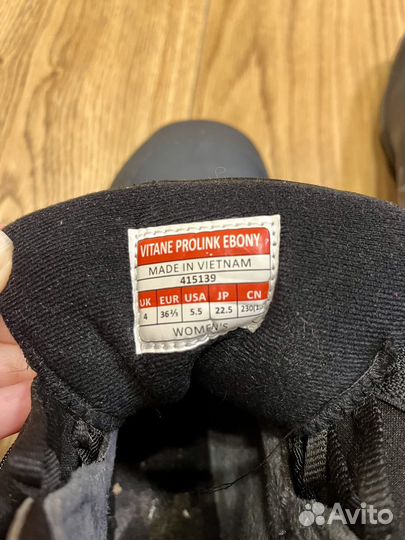 VITANE PROLINK EBONY
MADE IN VIETNAM
415139
UK EUR USA JP CN
4 36⅔ 5.5 22.5
WOMEN'S
Avito